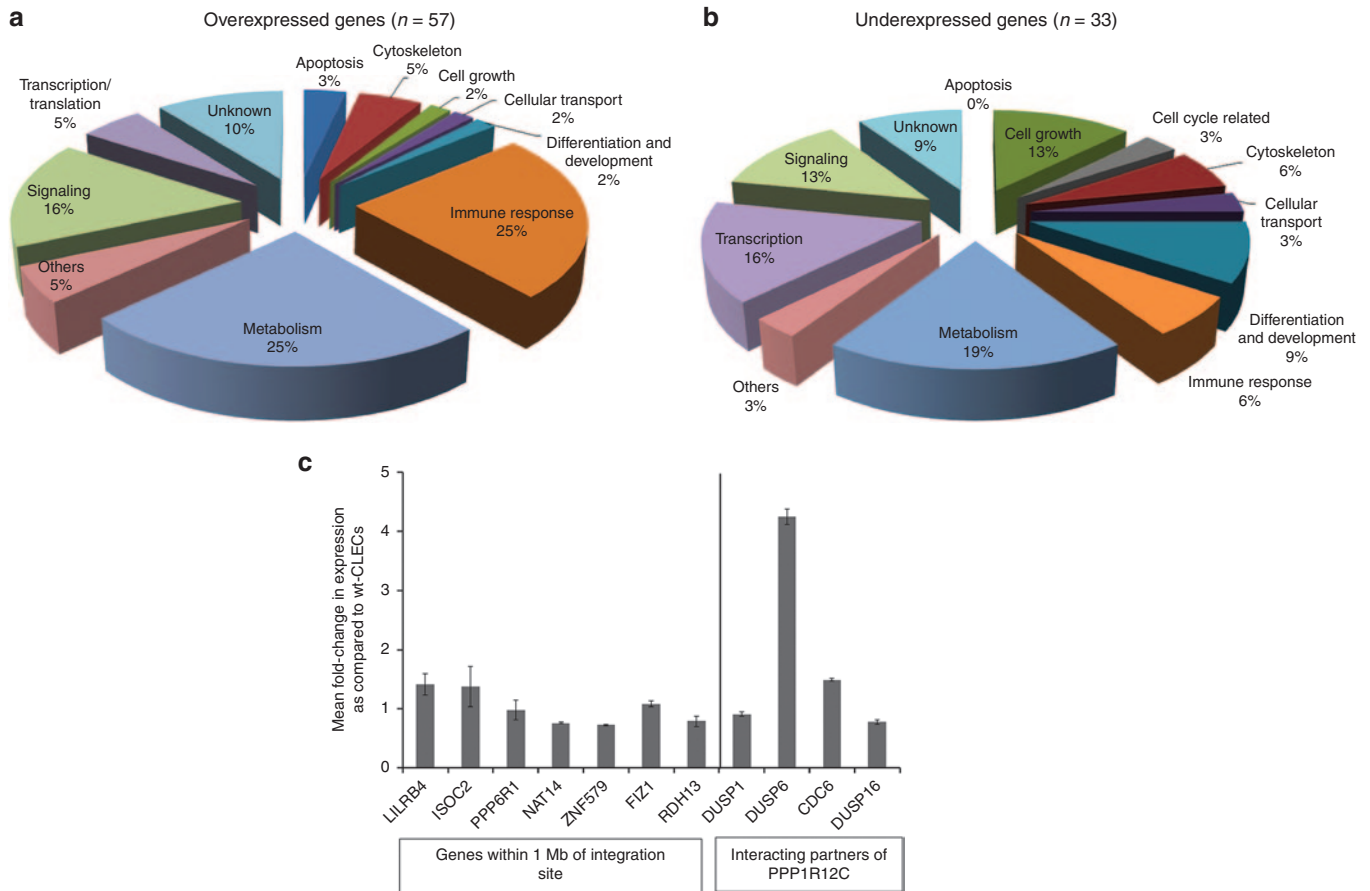 a
Overexpressed genes (n = 57)
Apoptosis
3%
Cytoskeleton
5%
Cell growth
2%
Cellular transport
2%
Differentiation and
development
2%
Immune response
25%
Metabolism
25%
Others
5%
Signaling
16%
Transcription/
translation
5%
Unknown
10%
b
Underexpressed genes (n = 33)
Apoptosis
0%
Cell growth
13%
Cell cycle related
3%
Cytoskeleton
6%
Cellular
transport
3%
Differentiation
and development
9%
Immune response
6%
Metabolism
19%
Others
3%
Transcription
16%
Signaling
13%
Unknown
9%
c
Mean fold-change in expression
as compared to wt-CLECs
5
4
3
2
1
0
LILRB4
ISOC2
PPP6R1
NAT14
ZNF579
FIZ1
RDH13
DUSP1
DUSP6
CDC6
DUSP16
Genes within 1 Mb of integration
site
Interacting partners of
PPP1R12C